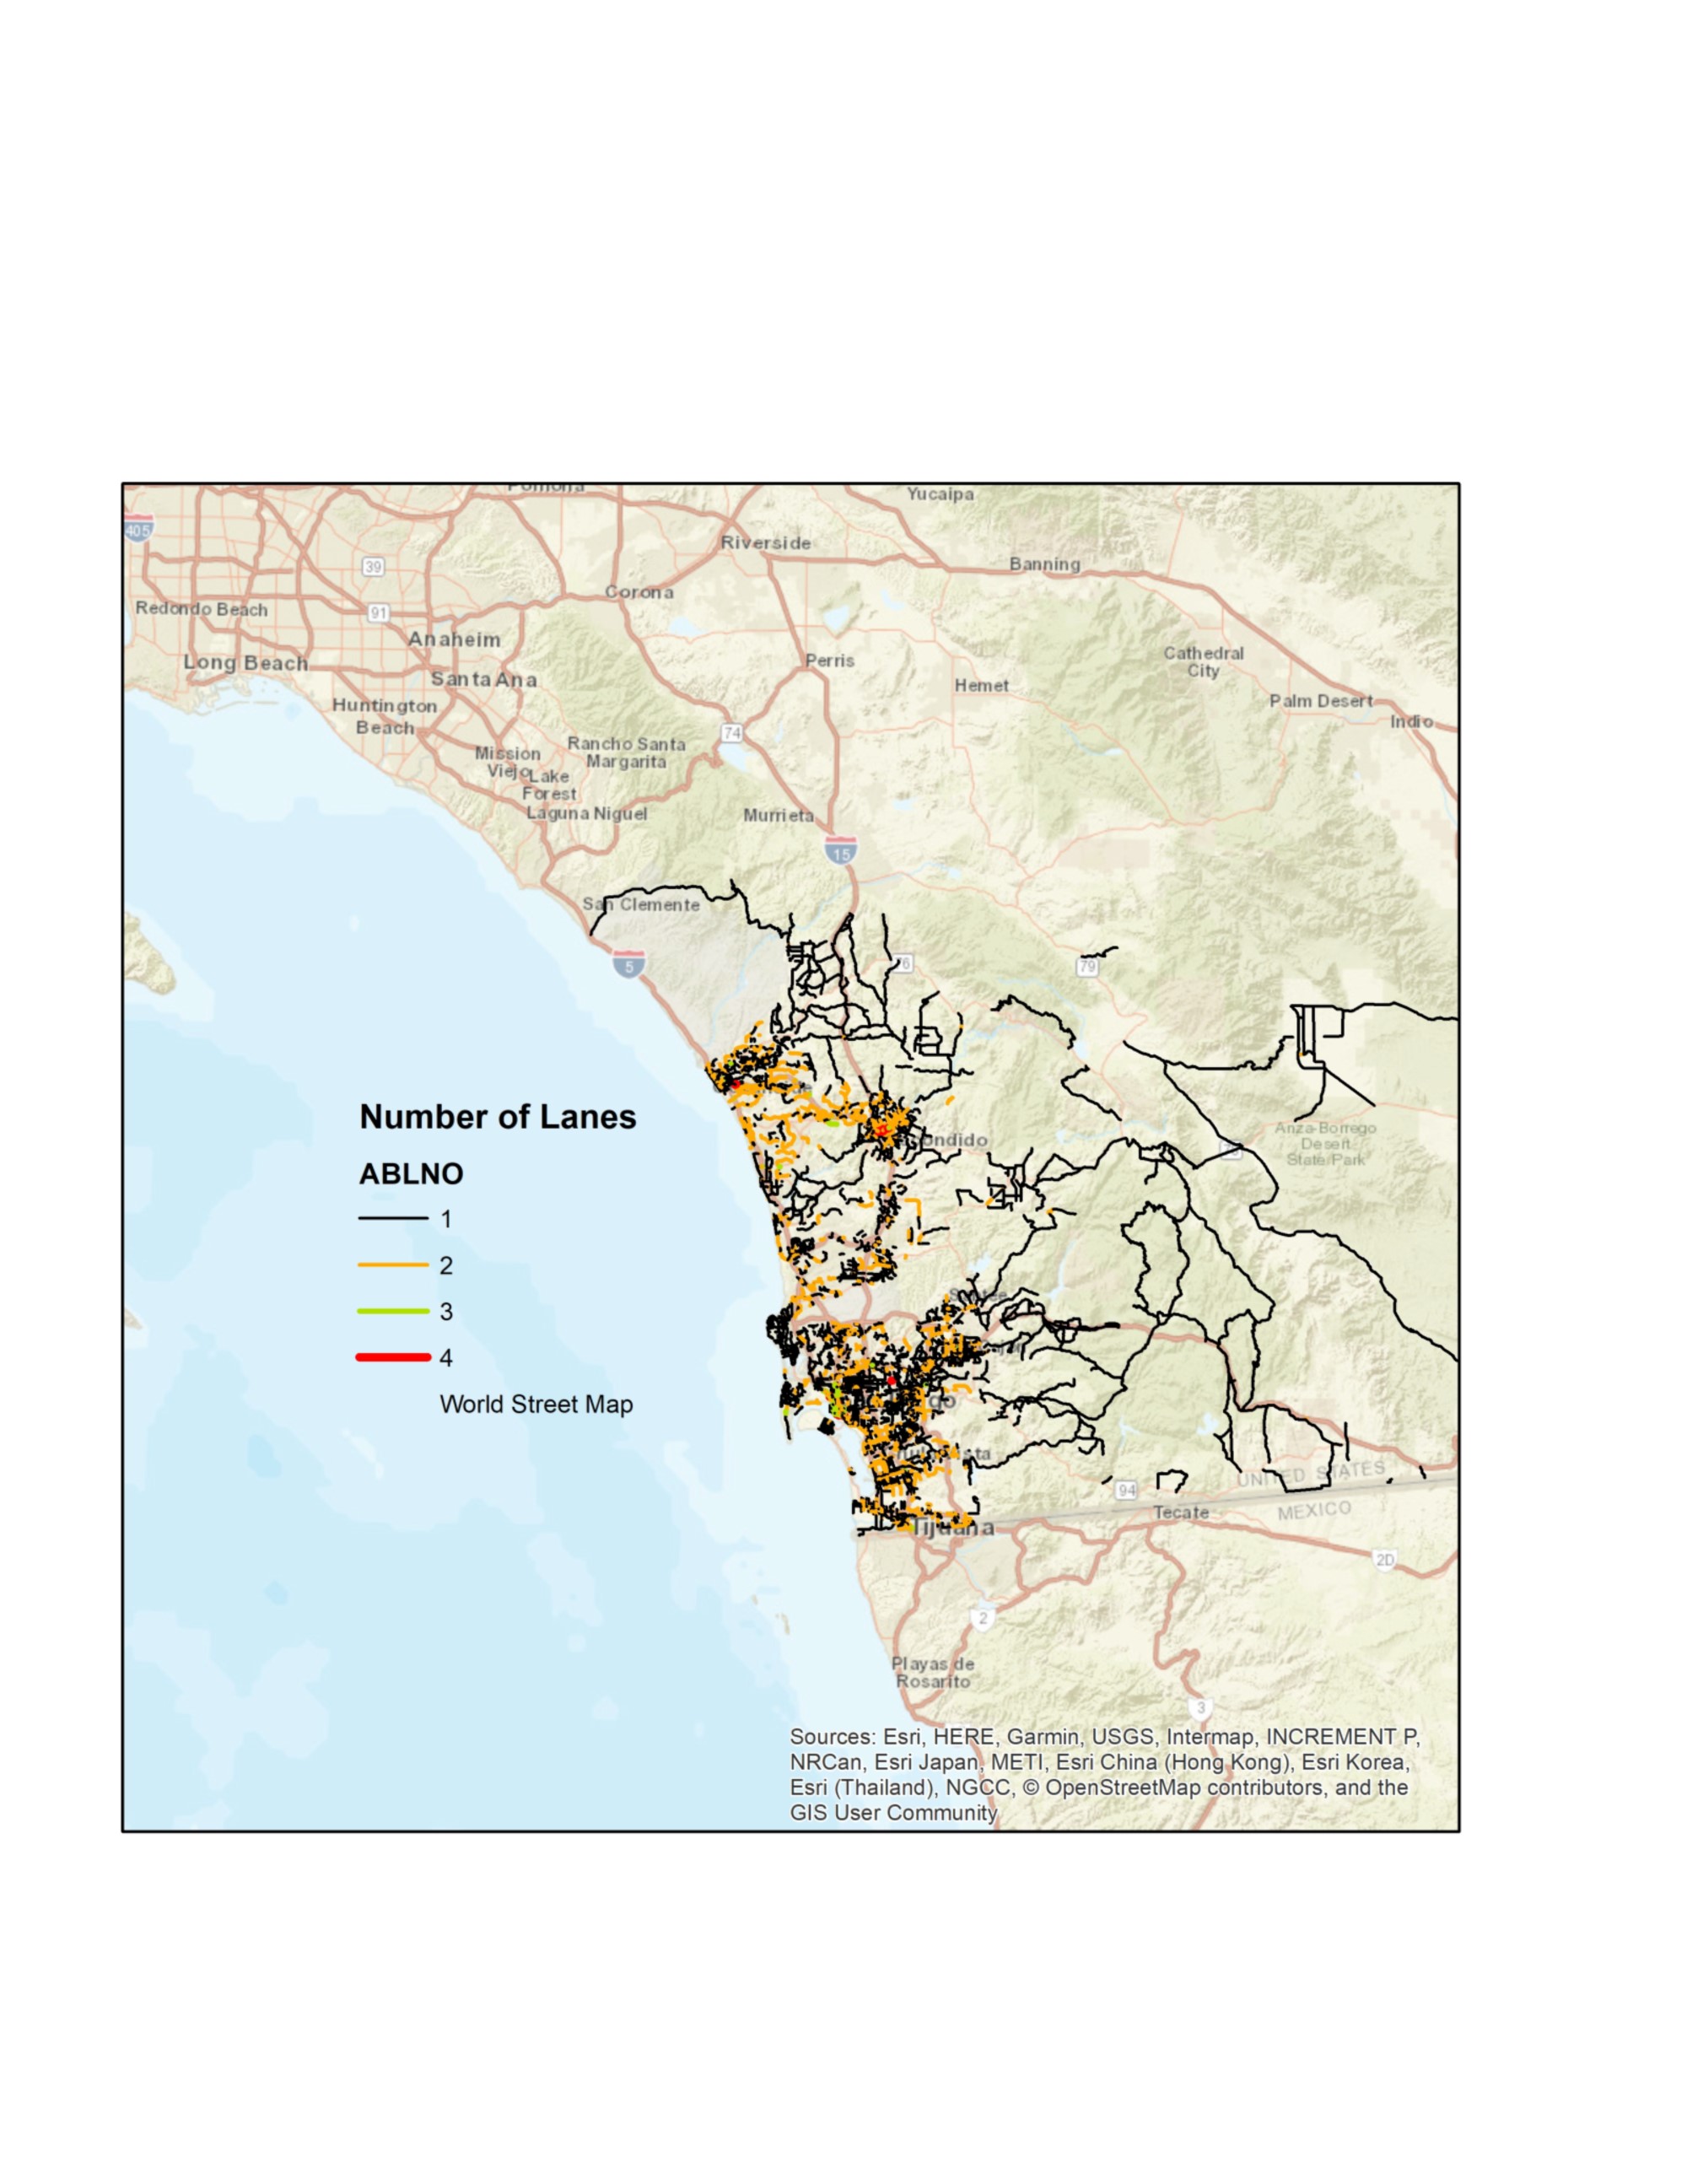 Pomona
Yucaipa
405
Riverside
39
Banning
Corona
Redondo Beach
91
Anaheim
Long Beach
Perris
Cathedral
City
Santa Ana
Hemet
Huntington
Beach
Palm Desert
Indio
74
Mission
Viejo
Rancho Santa
Margarita
Lake
Forest
Laguna Niguel
Murrieta
15
San Clemente
5
79
Number of Lanes
ABLNO
1
2
3
4
World Street Map
Anza-Borrego
Desert
State Park
UNITED STATES
94
MEXICO
Tecate
Tijuana
2D
2
Playas de
Rosarito
3
Sources: Esri, HERE, Garmin, USGS, Intermap, INCREMENT P,
NRCan, Esri Japan, METI, Esri China (Hong Kong), Esri Korea,
Esri (Thailand), NGCC, © OpenStreetMap contributors, and the
GIS User Community